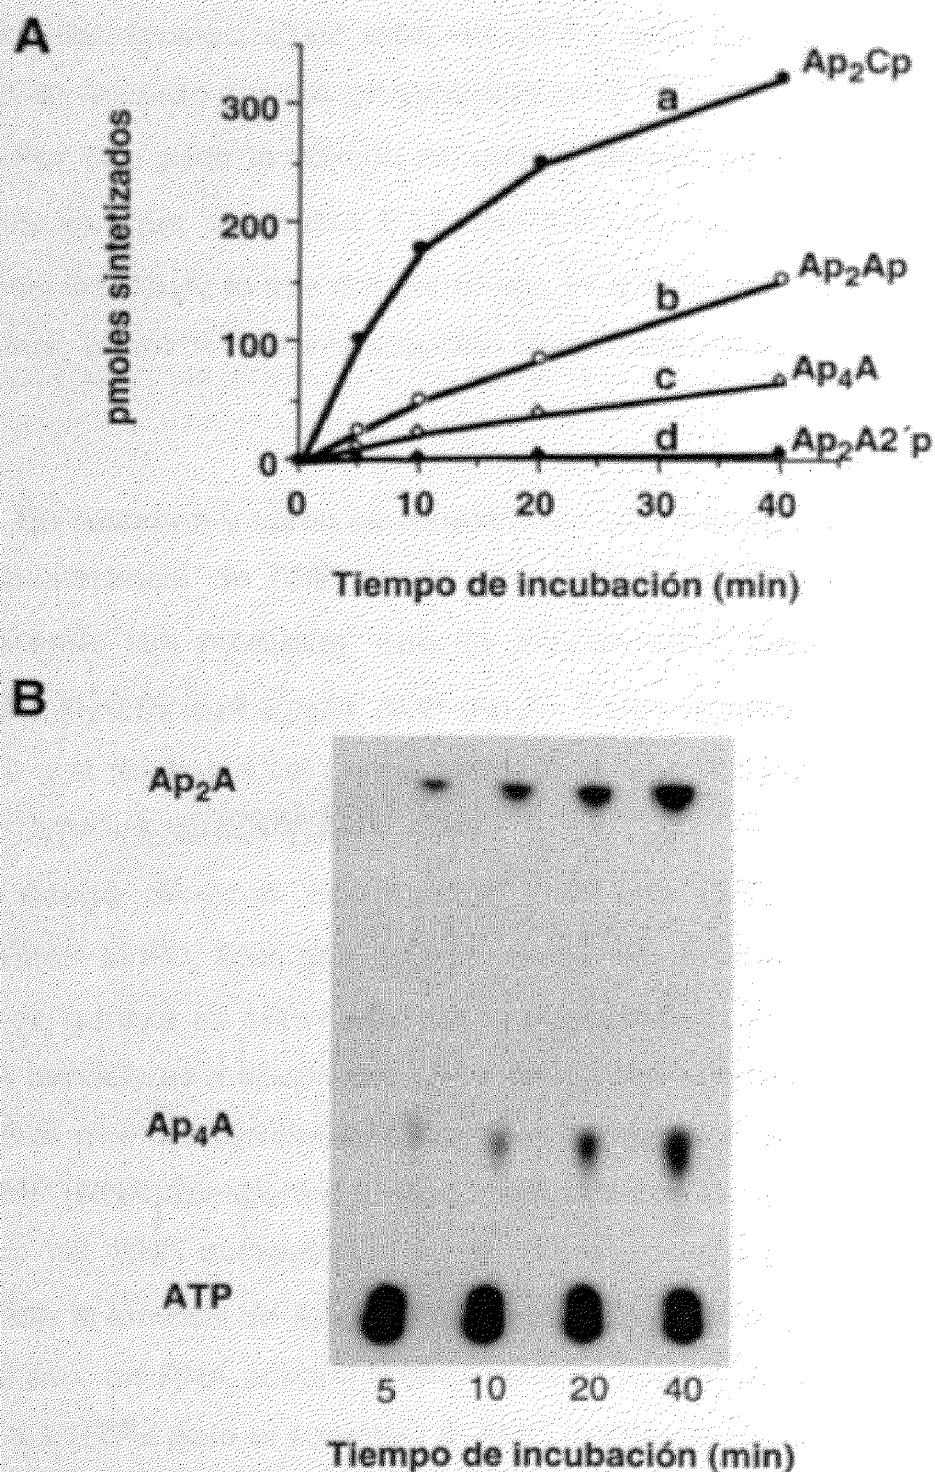 A
pmoles sintetizados
300
200
100
0
a
b
c
d
Ap₂Cp
Ap₂Ap
Ap₄A
Ap₂A2´p
0 10 20 30 40
Tiempo de incubación (min)
B
Ap₂A
Ap₄A
ATP
5 10 20 40
Tiempo de incubación (min)